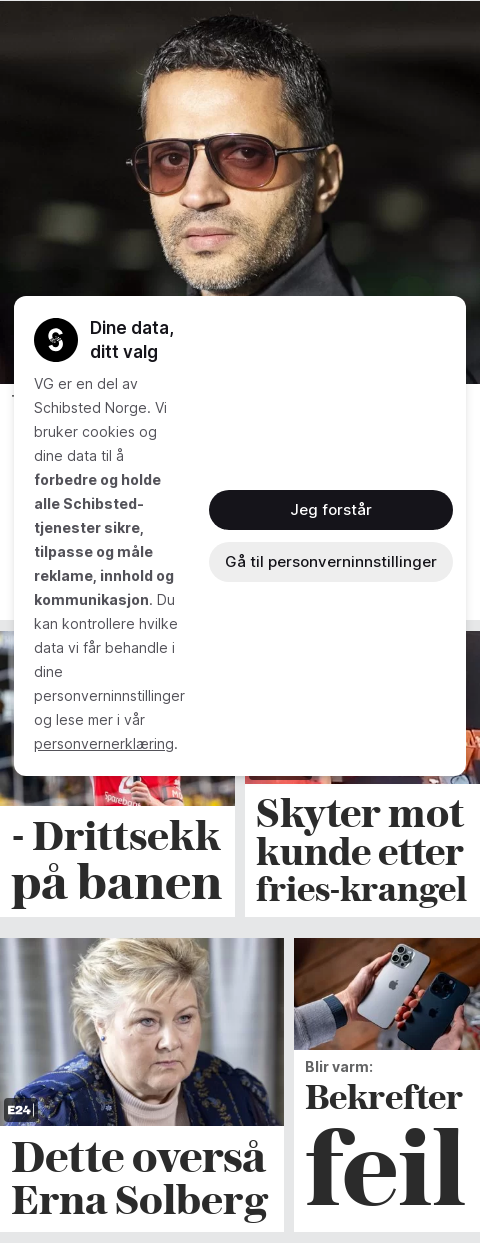 Dine data,
ditt valg
VG er en del av
Schibsted Norge. Vi
bruker cookies og
dine data til å
forbedre og holde
alle Schibsted-
tjenester sikre,
tilpasse og måle
reklame, innhold og
kommunikasjon. Du
kan kontrollere hvilke
data vi får behandle i
dine
personverninnstillinger
og lese mer i vår
personvernerklæring.
Jeg forstår
Gå til personverninnstillinger
- Drittsekk
på banen
Skyter mot
kunde etter
fries-krangel
E24
Dette overså
Erna Solberg
Blir varm:
Bekrefter
feil